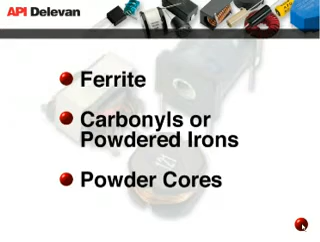 API Delevan
Ferrite
Carbonyls or
Powdered Irons
Powder Cores